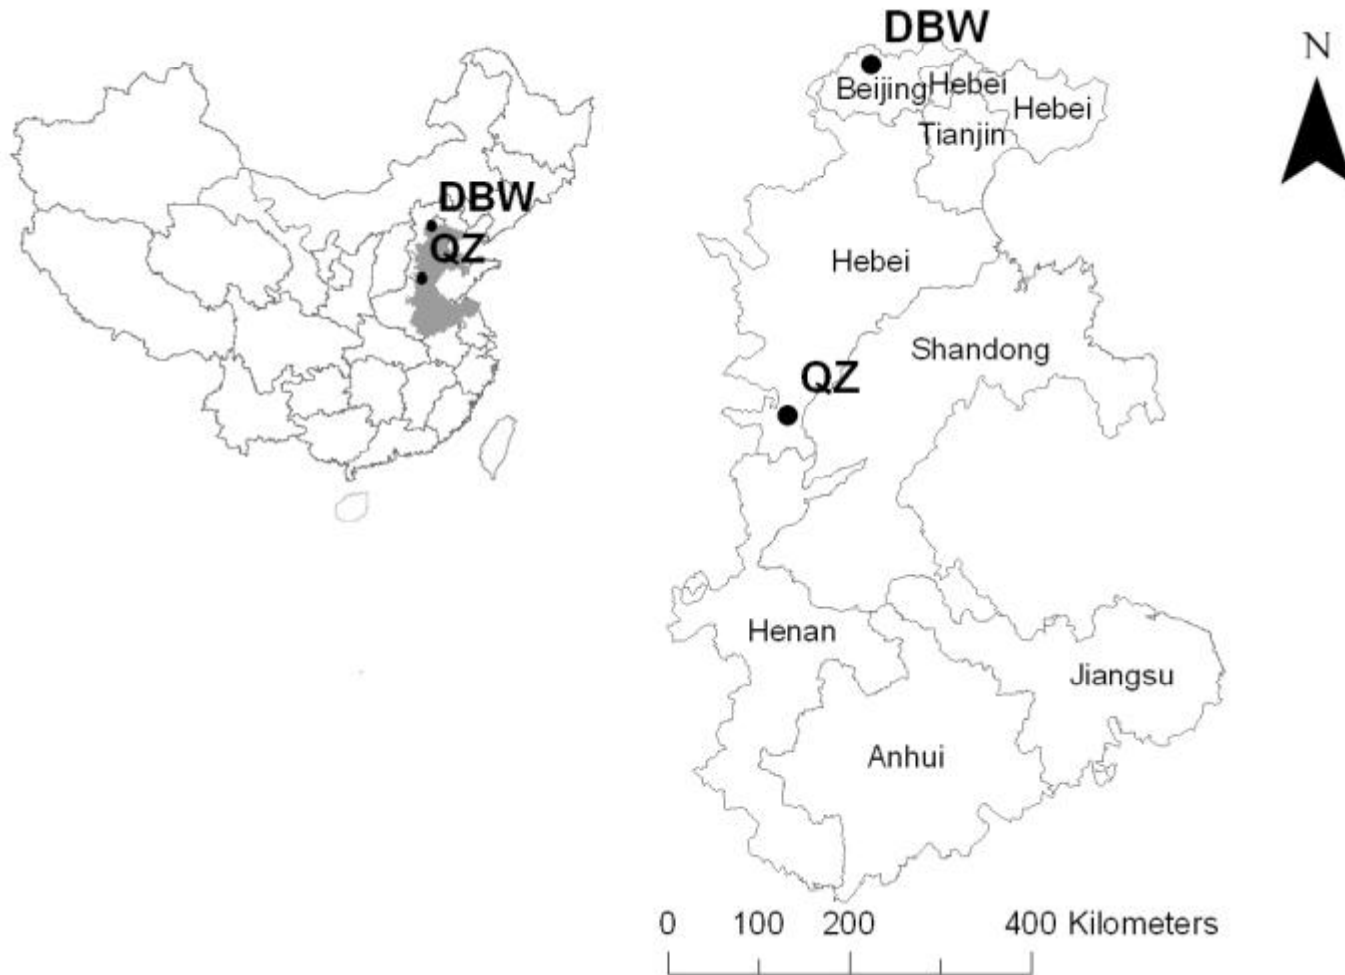 DBW
QZ
DBW
N
Beijing
Hebei
Hebei
Tianjin
Hebei
Shandong
QZ
Henan
Jiangsu
Anhui
0 100 200 400 Kilometers